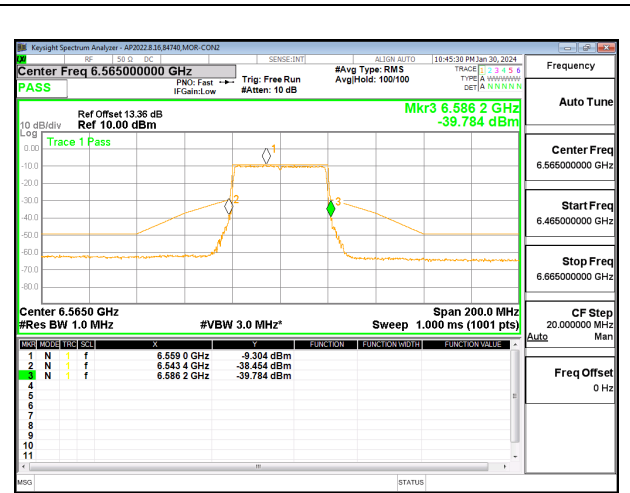 Keysight Spectrum Analyzer - AP2022.8.16,84740,MOR-CON2
LXI RF 50 Ω DC SENSE:INT ALIGN AUTO 10:45:30 PM Jan 30, 2024
Center Freq 6.565000000 GHz #Avg Type: RMS TRACE 1 2 3 4 5 6
PNO: Fast Trig: Free Run Avg|Hold: 100/100 TYPE A WWWWW
PASS IFGain:Low #Atten: 10 dB DET A N N N N N
Frequency
Ref Offset 13.36 dB Mkr3 6.586 2 GHz
10 dB/div Ref 10.00 dBm -39.784 dBm
Log
Trace 1 Pass
0.00
-10.0
-20.0
-30.0
-40.0
-50.0
-60.0
-70.0
-80.0
1
2
3
Center 6.5650 GHz Span 200.0 MHz
#Res BW 1.0 MHz #VBW 3.0 MHz* Sweep 1.000 ms (1001 pts)
MKR MODE TRC SCL X Y FUNCTION FUNCTION WIDTH FUNCTION VALUE
1 N 1 f 6.559 0 GHz -9.304 dBm
2 N 1 f 6.543 4 GHz -38.454 dBm
3 N 1 f 6.586 2 GHz -39.784 dBm
4
5
6
7
8
9
10
11
MSG STATUS
Auto Tune
Center Freq
6.565000000 GHz
Start Freq
6.465000000 GHz
Stop Freq
6.665000000 GHz
CF Step
20.000000 MHz
Auto Man
Freq Offset
0 Hz